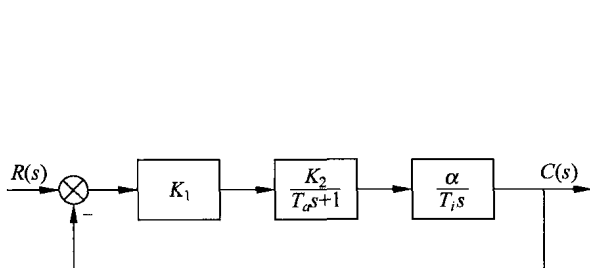 R(s)
C(s)
K₁
K₂
Tₐs+1
α
Tᵢs
−